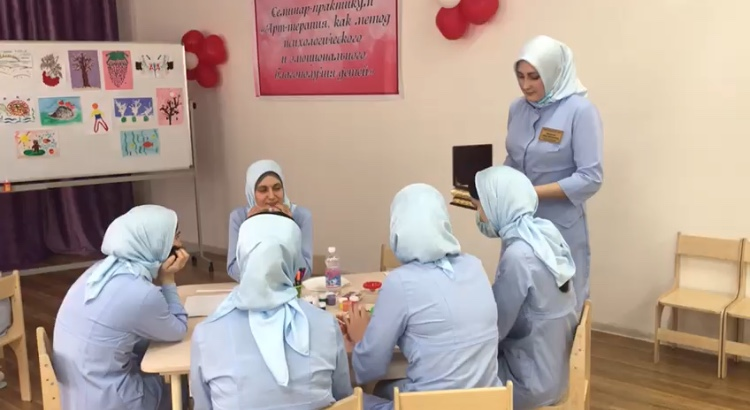 Семинар-практикум
"Арт-терапия, как метод
психологического
и эмоционального
благополучия детей"